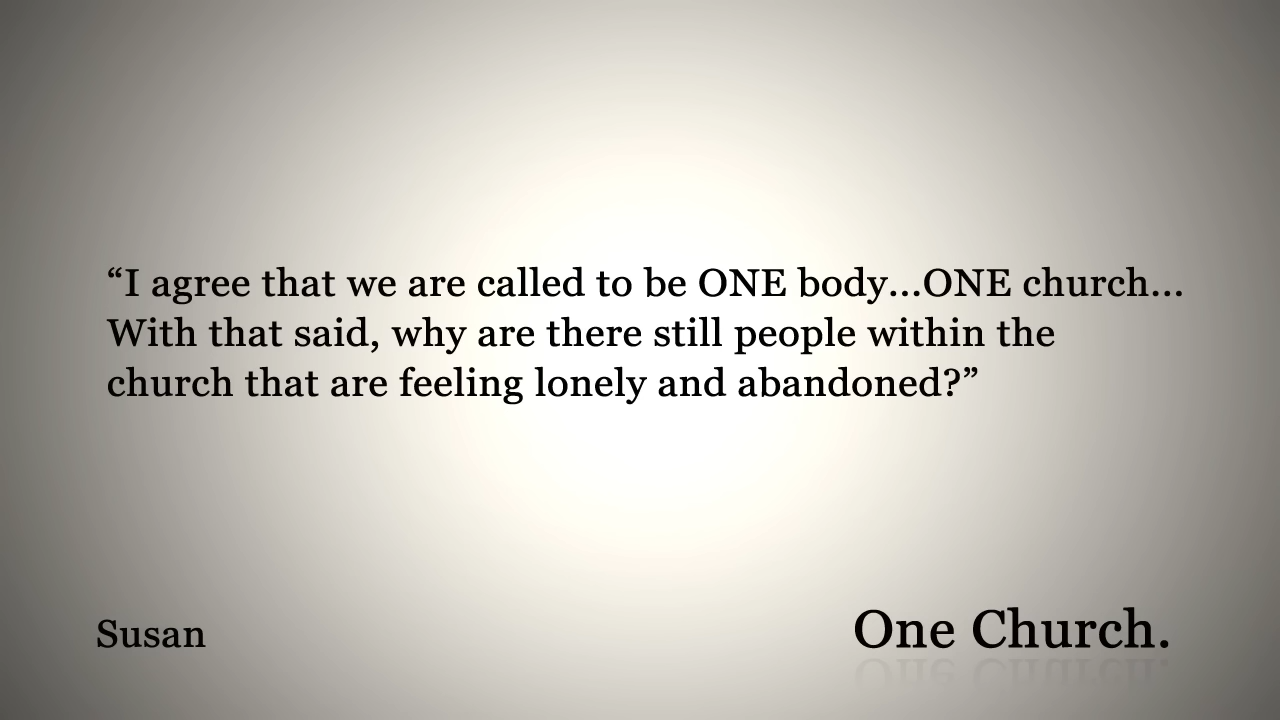 “I agree that we are called to be ONE body...ONE church...
With that said, why are there still people within the
church that are feeling lonely and abandoned?”
Susan
One Church.